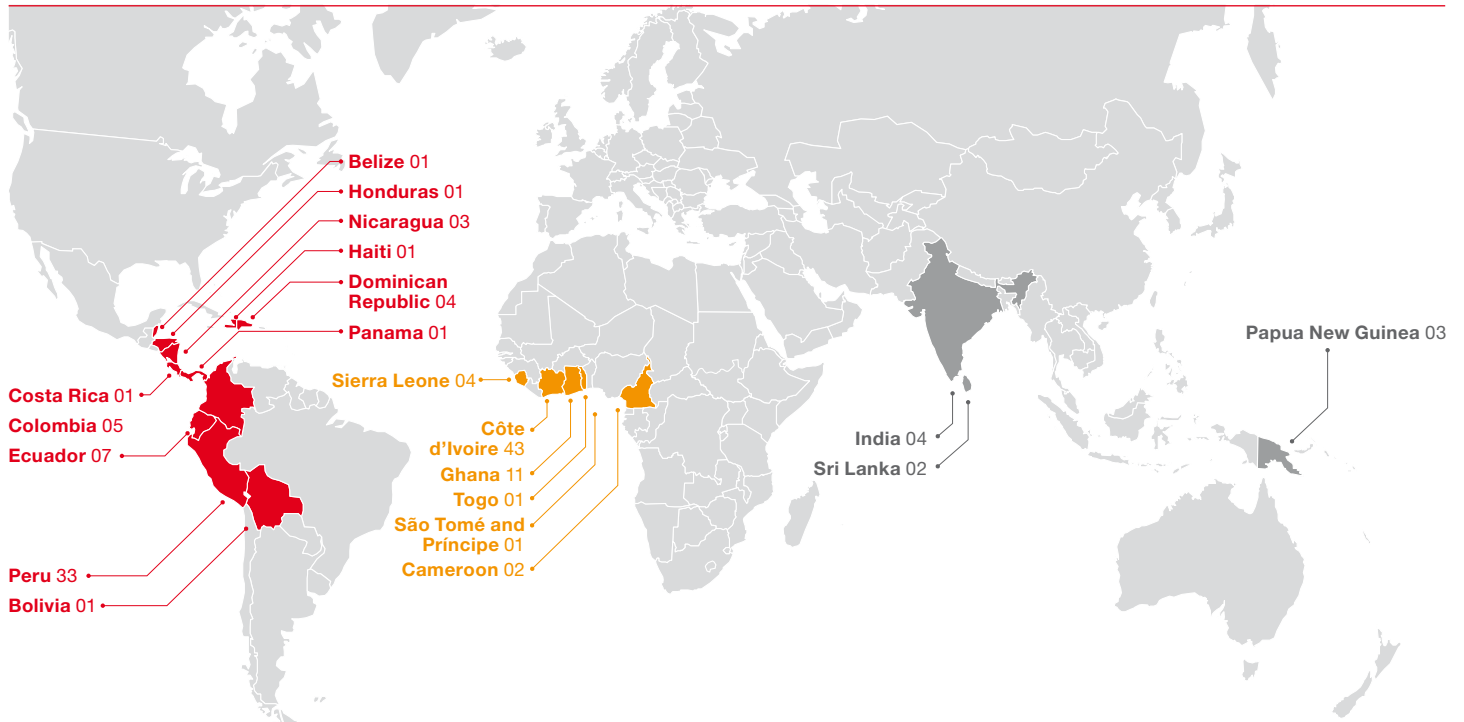 Belize 01
Honduras 01
Nicaragua 03
Haiti 01
Dominican
Republic 04
Panama 01
Costa Rica 01
Colombia 05
Ecuador 07
Peru 33
Bolivia 01
Sierra Leone 04
Côte
d’Ivoire 43
Ghana 11
Togo 01
São Tomé and
Príncipe 01
Cameroon 02
India 04
Sri Lanka 02
Papua New Guinea 03